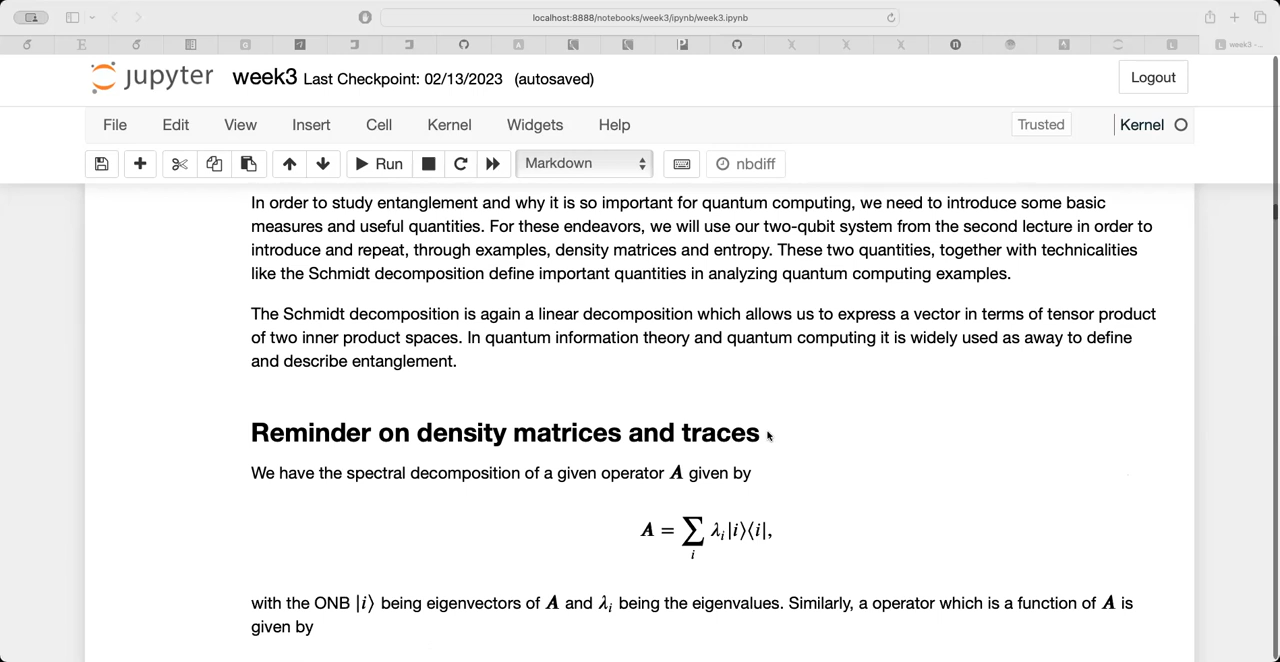 localhost:8888/notebooks/week3/ipynb/week3.ipynb
week3 -...
jupyter week3 Last Checkpoint: 02/13/2023 (autosaved) Logout
File Edit View Insert Cell Kernel Widgets Help Trusted Kernel
Run Markdown nbdiff
In order to study entanglement and why it is so important for quantum computing, we need to introduce some basic
measures and useful quantities. For these endeavors, we will use our two-qubit system from the second lecture in order to
introduce and repeat, through examples, density matrices and entropy. These two quantities, together with technicalities
like the Schmidt decomposition define important quantities in analyzing quantum computing examples.
The Schmidt decomposition is again a linear decomposition which allows us to express a vector in terms of tensor product
of two inner product spaces. In quantum information theory and quantum computing it is widely used as away to define
and describe entanglement.
Reminder on density matrices and traces
We have the spectral decomposition of a given operator A given by
A = ∑ᵢ λᵢ|i⟩⟨i|,
with the ONB |i⟩ being eigenvectors of A and λᵢ being the eigenvalues. Similarly, a operator which is a function of A is
given by